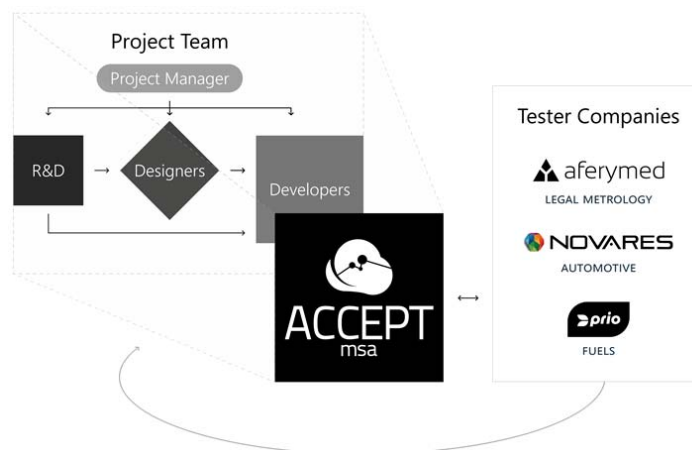 Project Team
Project Manager
R&D
Designers
Developers
ACCEPT
msa
Tester Companies
aferymed
LEGAL METROLOGY
NOVARES
AUTOMOTIVE
prio
FUELS